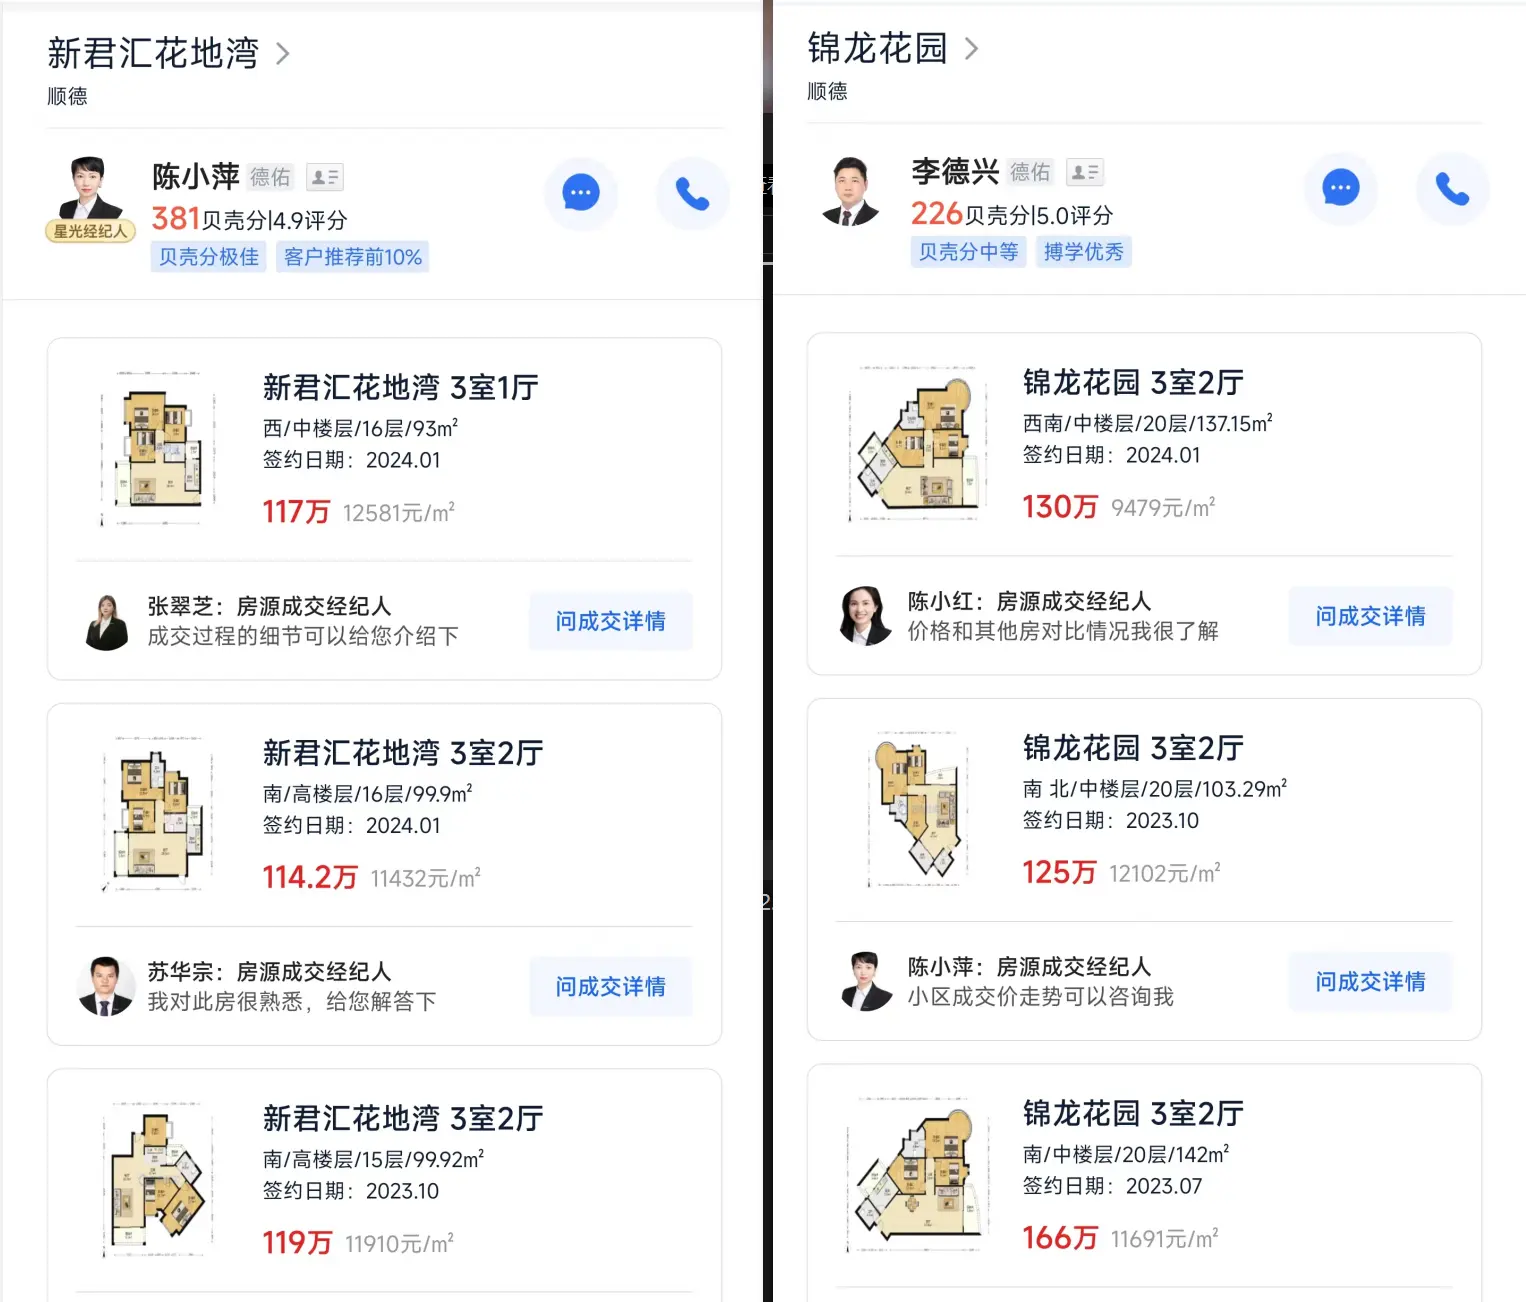 新君汇花地湾
顺德
陈小萍 德佑
381贝壳分|4.9评分
星光经纪人
贝壳分极佳 客户推荐前10%
新君汇花地湾 3室1厅
西/中楼层/16层/93m²
签约日期：2024.01
117万 12581元/m²
张翠芝：房源成交经纪人
成交过程的细节可以给您介绍下
问成交详情
新君汇花地湾 3室2厅
南/高楼层/16层/99.9m²
签约日期：2024.01
114.2万 11432元/m²
苏华宗：房源成交经纪人
我对此房很熟悉，给您解答下
问成交详情
新君汇花地湾 3室2厅
南/高楼层/15层/99.92m²
签约日期：2023.10
119万 11910元/m²
锦龙花园
顺德
李德兴 德佑
226贝壳分|5.0评分
贝壳分中等 搏学优秀
锦龙花园 3室2厅
西南/中楼层/20层/137.15m²
签约日期：2024.01
130万 9479元/m²
陈小红：房源成交经纪人
价格和其他房对比情况我很了解
问成交详情
锦龙花园 3室2厅
南 北/中楼层/20层/103.29m²
签约日期：2023.10
125万 12102元/m²
陈小萍：房源成交经纪人
小区成交价走势可以咨询我
问成交详情
锦龙花园 3室2厅
南/中楼层/20层/142m²
签约日期：2023.07
166万 11691元/m²